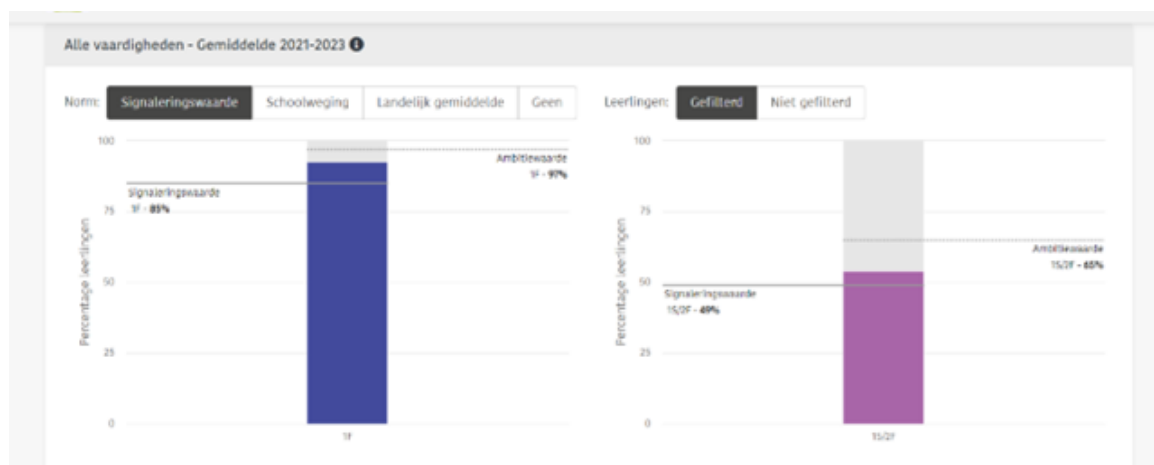 Alle vaardigheden - Gemiddelde 2021-2023
Norm: Signaleringswaarde Schoolweging Landelijk gemiddelde Geen
Leerlingen: Gefilterd Niet gefilterd
100
Ambitiewaarde
1F - 97%
Signaleringswaarde
1F - 85%
75
50
25
0
Percentage leerlingen
1F
100
75
Ambitiewaarde
1S/2F - 65%
50
Signaleringswaarde
1S/2F - 49%
25
0
Percentage leerlingen
1S/2F